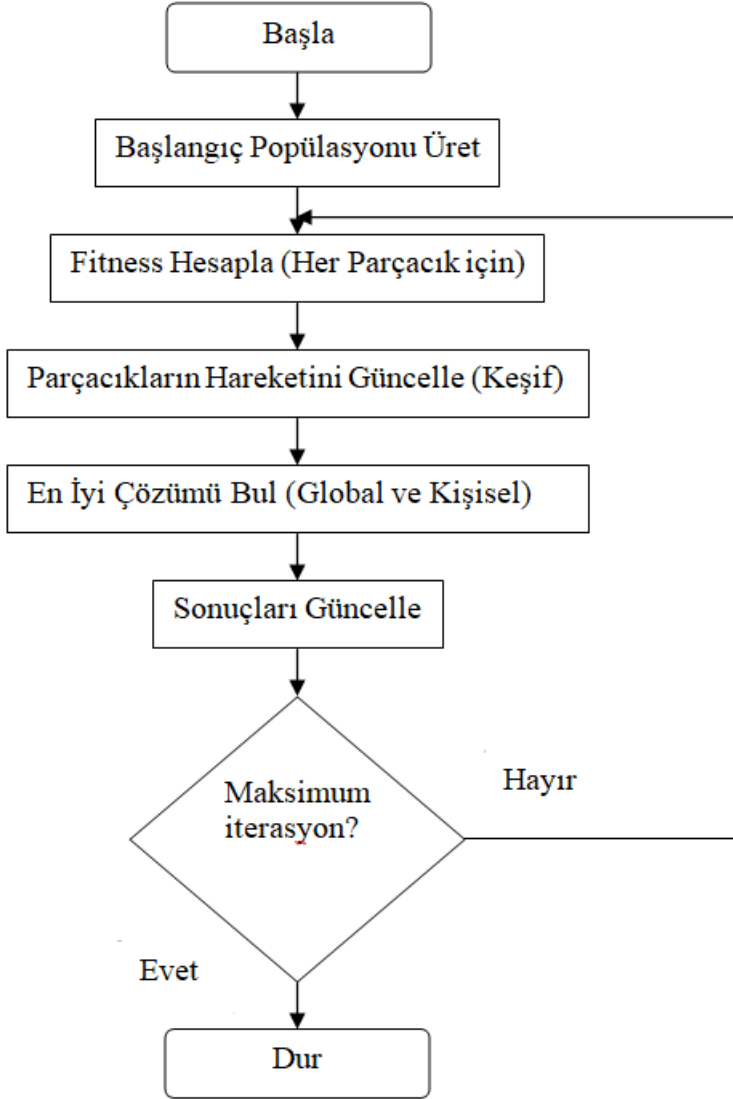 Başla
Başlangıç Popülasyonu Üret
Fitness Hesapla (Her Parçacık için)
Parçacıkların Hareketini Güncelle (Keşif)
En İyi Çözümü Bul (Global ve Kişisel)
Sonuçları Güncelle
Maksimum
iterasyon?
Hayır
Evet
Dur